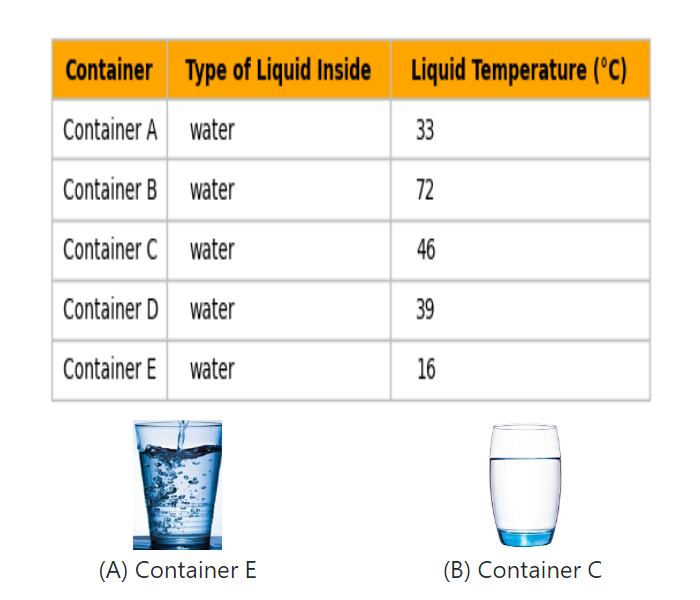 Container Type of Liquid Inside Liquid Temperature (°C)
Container A water 33
Container B water 72
Container C water 46
Container D water 39
Container E water 16
(A) Container E (B) Container C